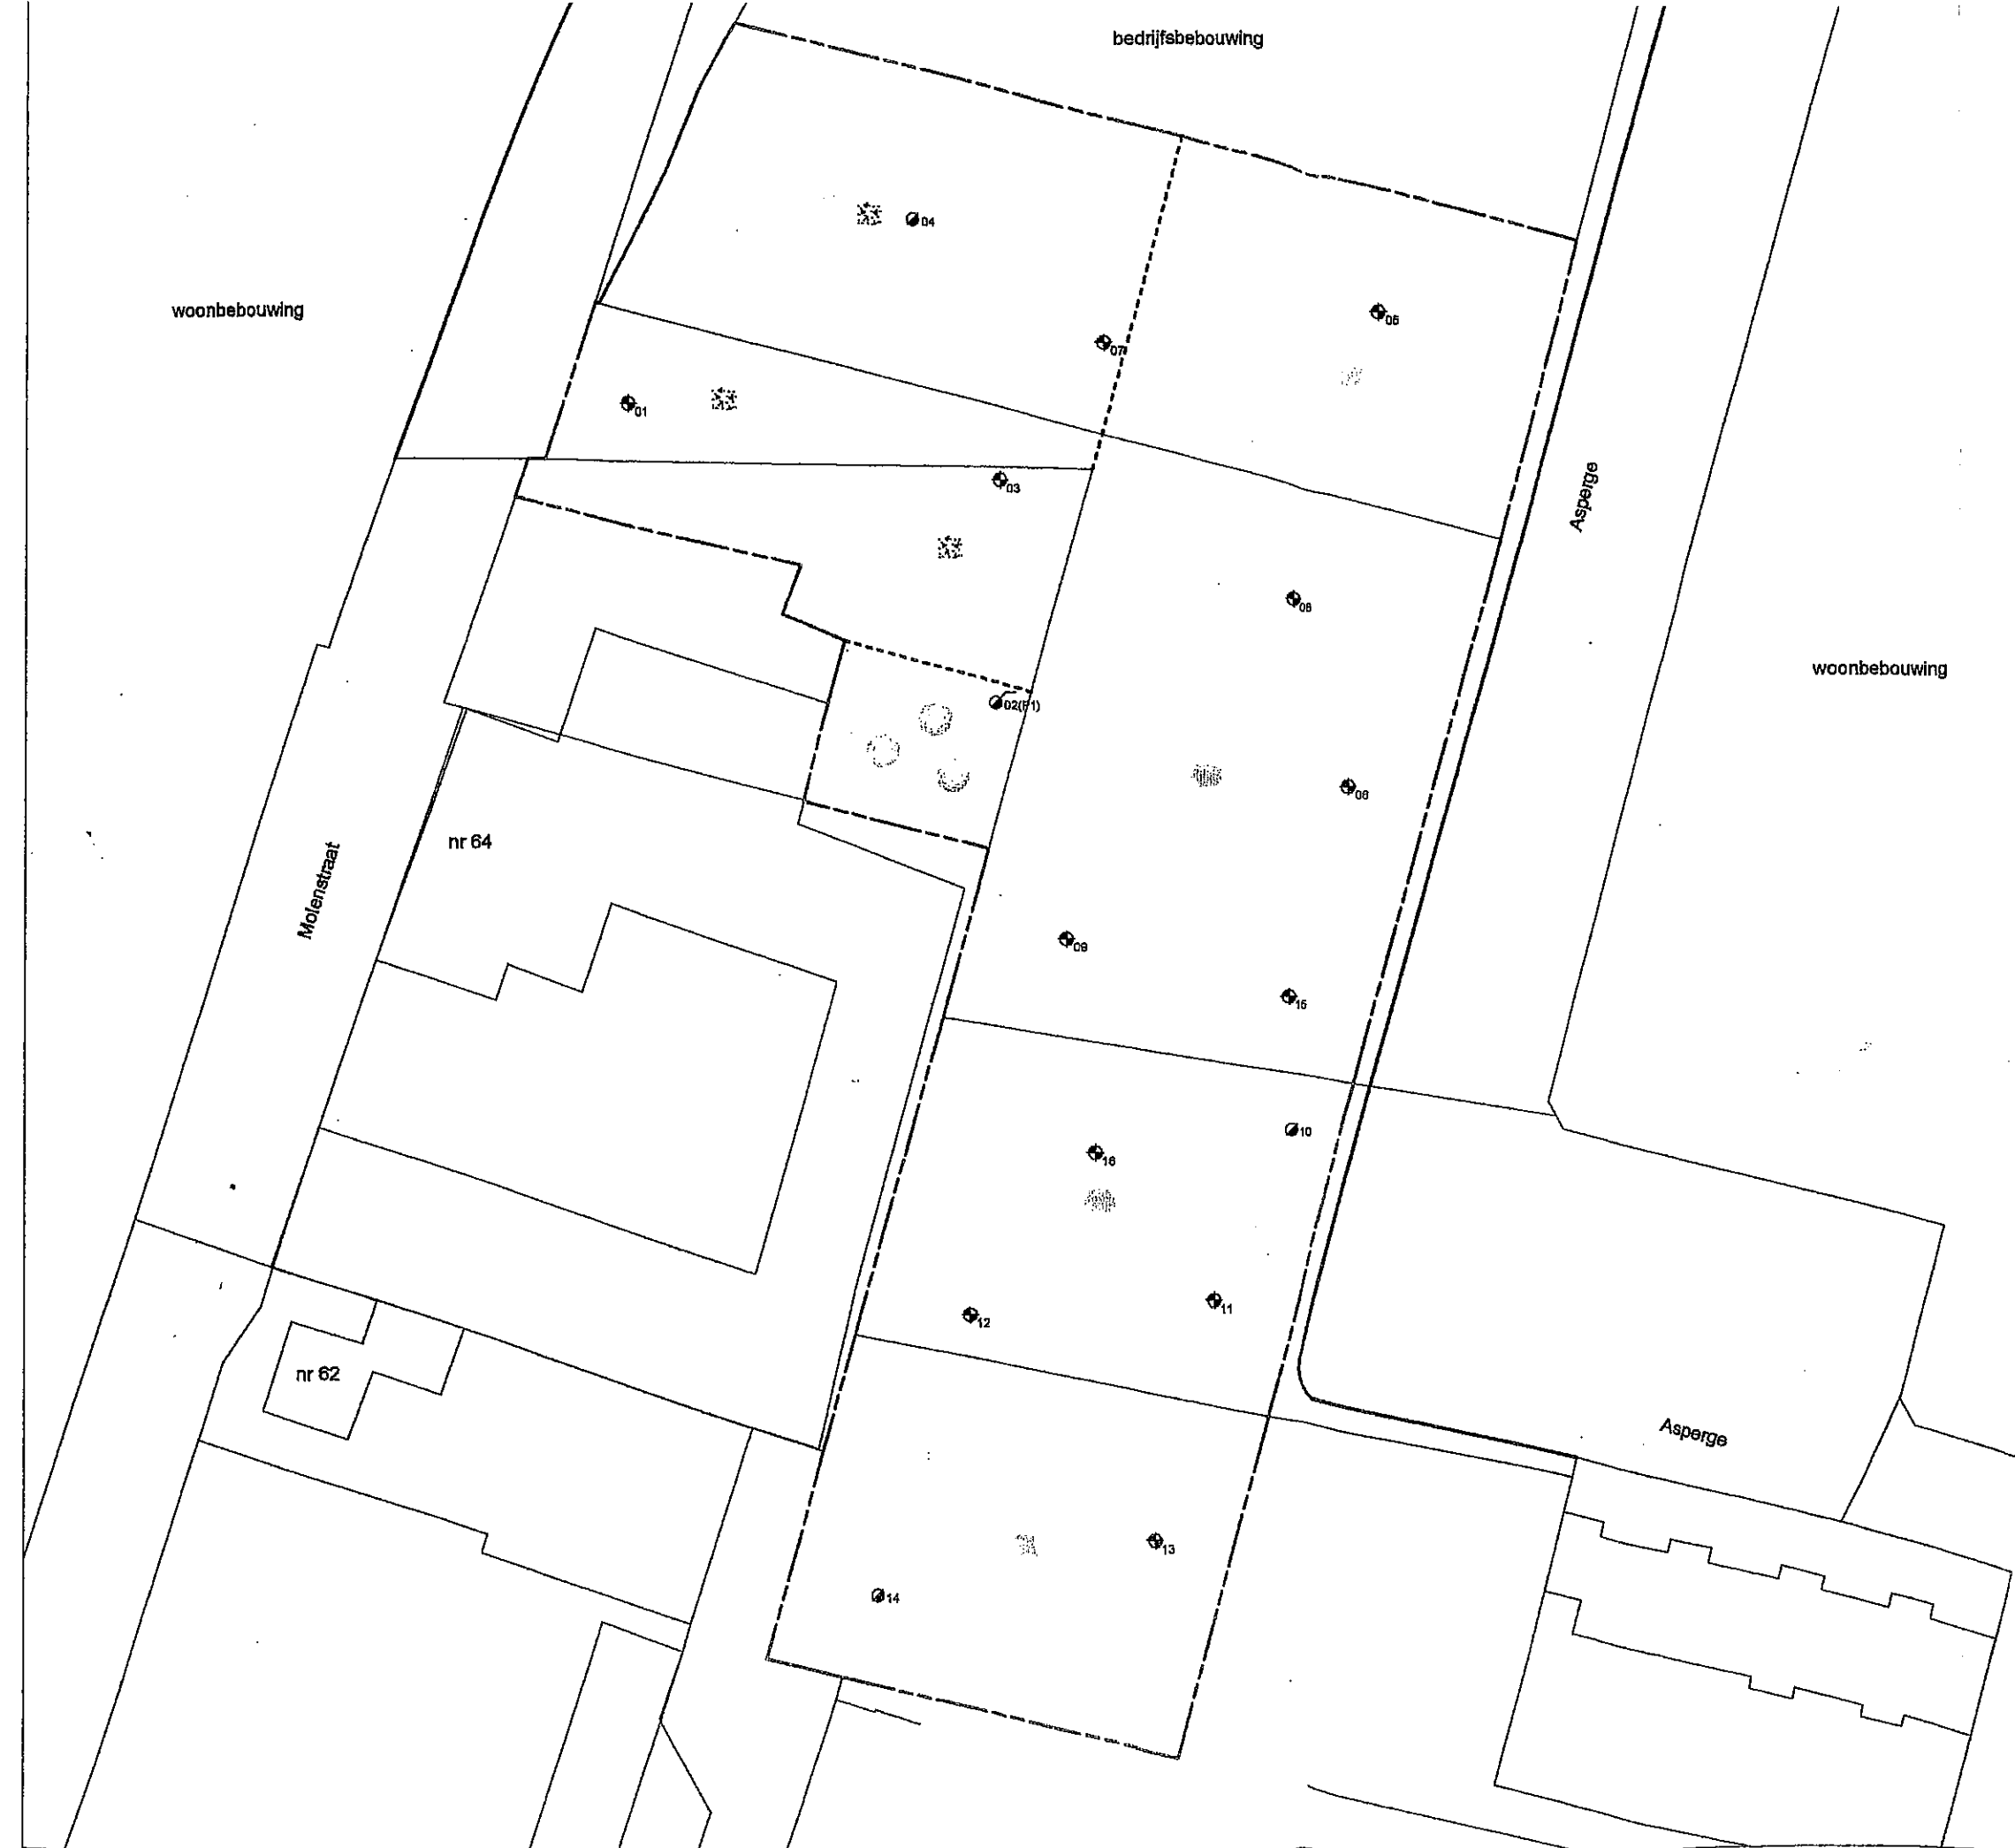 bedrijfsbebouwing
04
woonbebouwing
05
07
01
Asperge
03
08
woonbebouwing
02(P1)
06
nr 64
Molenstraat
09
15
10
16
11
12
nr 62
Asperge
13
14